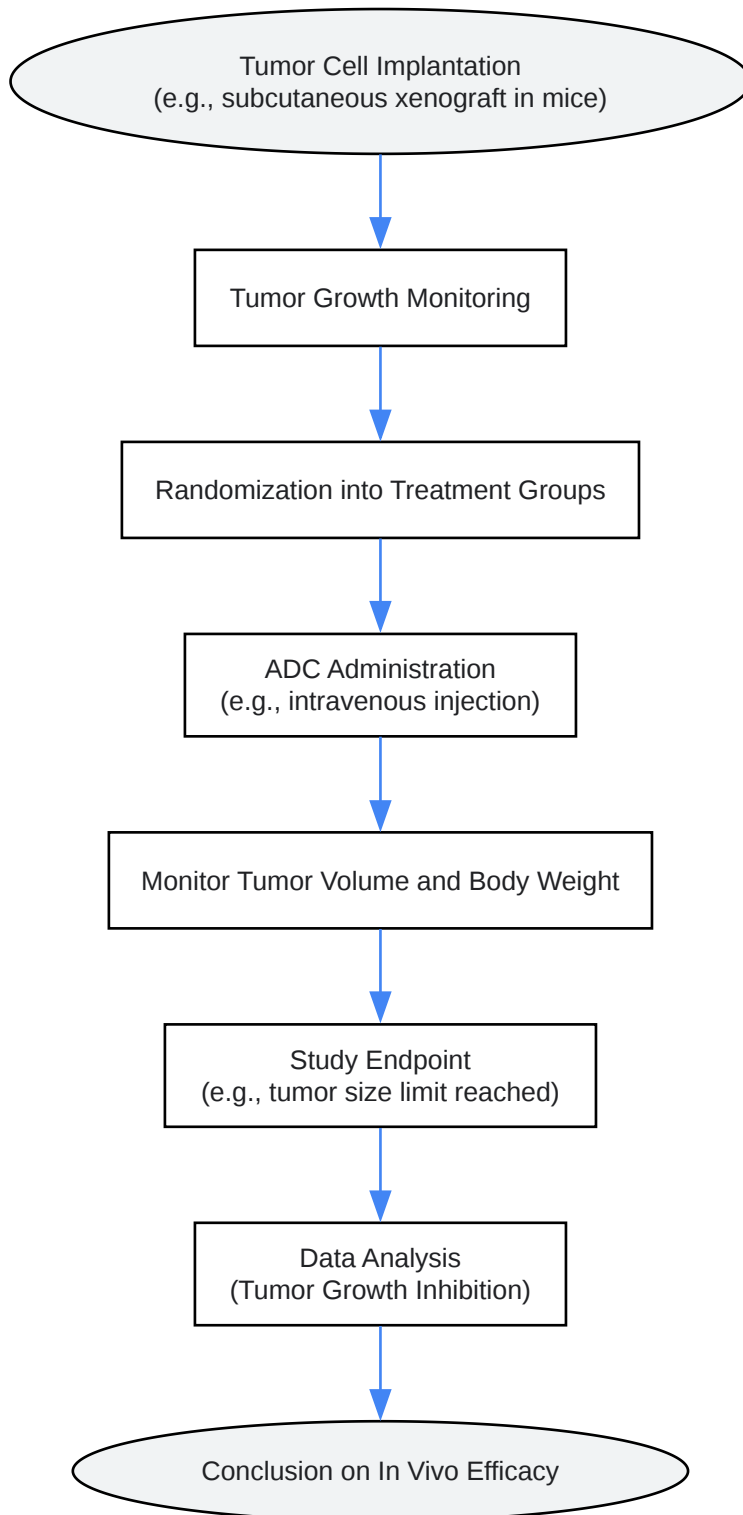 Tumor Cell Implantation
(e.g., subcutaneous xenograft in mice)
Tumor Growth Monitoring
Randomization into Treatment Groups
ADC Administration
(e.g., intravenous injection)
Monitor Tumor Volume and Body Weight
Study Endpoint
(e.g., tumor size limit reached)
Data Analysis
(Tumor Growth Inhibition)
Conclusion on In Vivo Efficacy